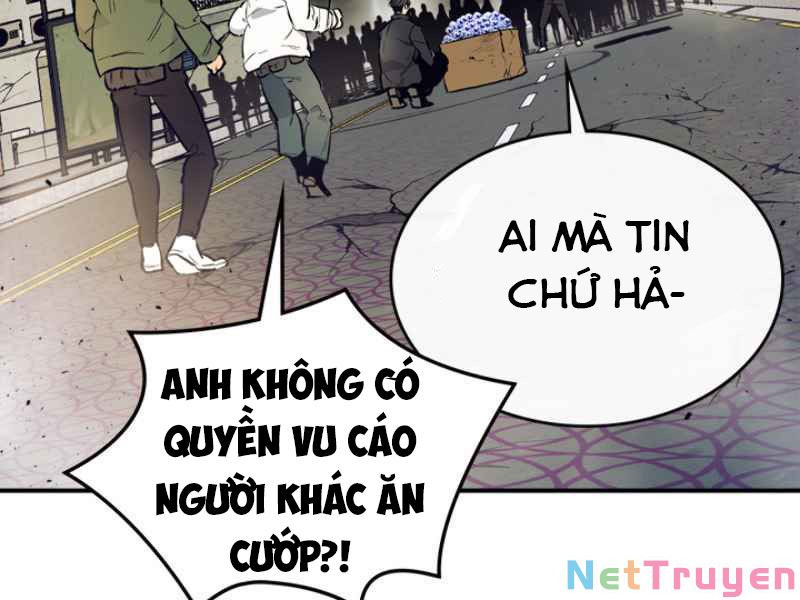 AI MÀ TIN
CHỨ HẢ-
ANH KHÔNG CÓ
QUYỀN VU CÁO
NGƯỜI KHÁC ĂN
CƯỚP?!
NetTruyen